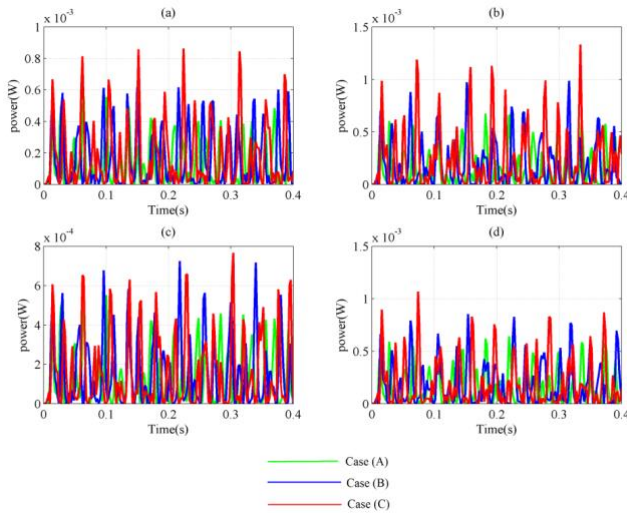 (a)
x 10⁻³
power(W)
1
0.8
0.6
0.4
0.2
0
0 0.1 0.2 0.3 0.4
Time(s)
(b)
x 10⁻³
power(W)
1.5
1
0.5
0
0 0.1 0.2 0.3 0.4
Time(s)
(c)
x 10⁻⁴
power(W)
8
6
4
2
0
0 0.1 0.2 0.3 0.4
Time(s)
(d)
x 10⁻³
power(W)
1.5
1
0.5
0
0 0.1 0.2 0.3 0.4
Time(s)
Case (A)
Case (B)
Case (C)